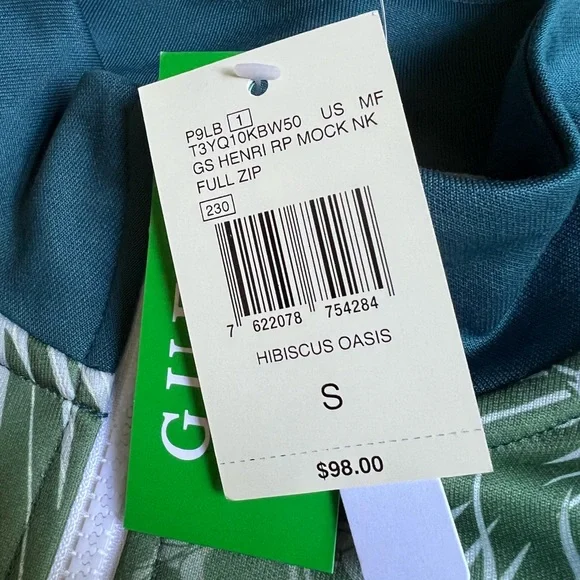 P9LB 1 US MF
T3YQ10KBW50
GS HENRI RP MOCK NK
FULL ZIP
230
7 622078 754284
HIBISCUS OASIS
S
$98.00